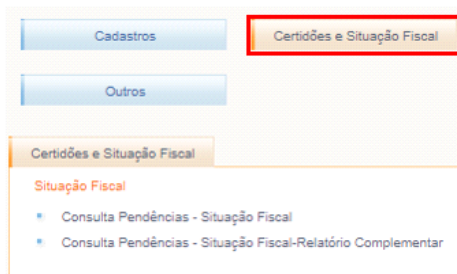 Cadastros
Certidões e Situação Fiscal
Outros
Certidões e Situação Fiscal
Situação Fiscal
Consulta Pendências - Situação Fiscal
Consulta Pendências - Situação Fiscal-Relatório Complementar